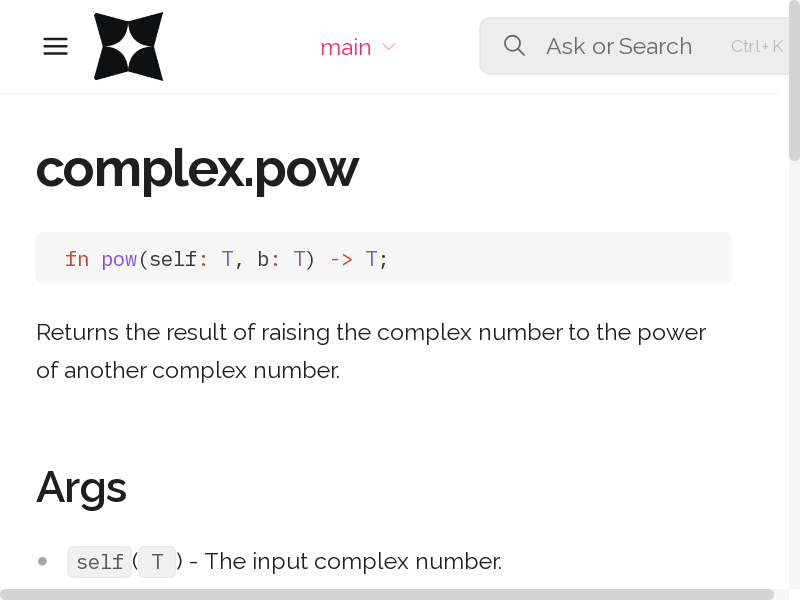 main
Ask or Search
Ctrl+K
complex.pow
fn pow(self: T, b: T) -> T;
Returns the result of raising the complex number to the power
of another complex number.
Args
self(T) - The input complex number.